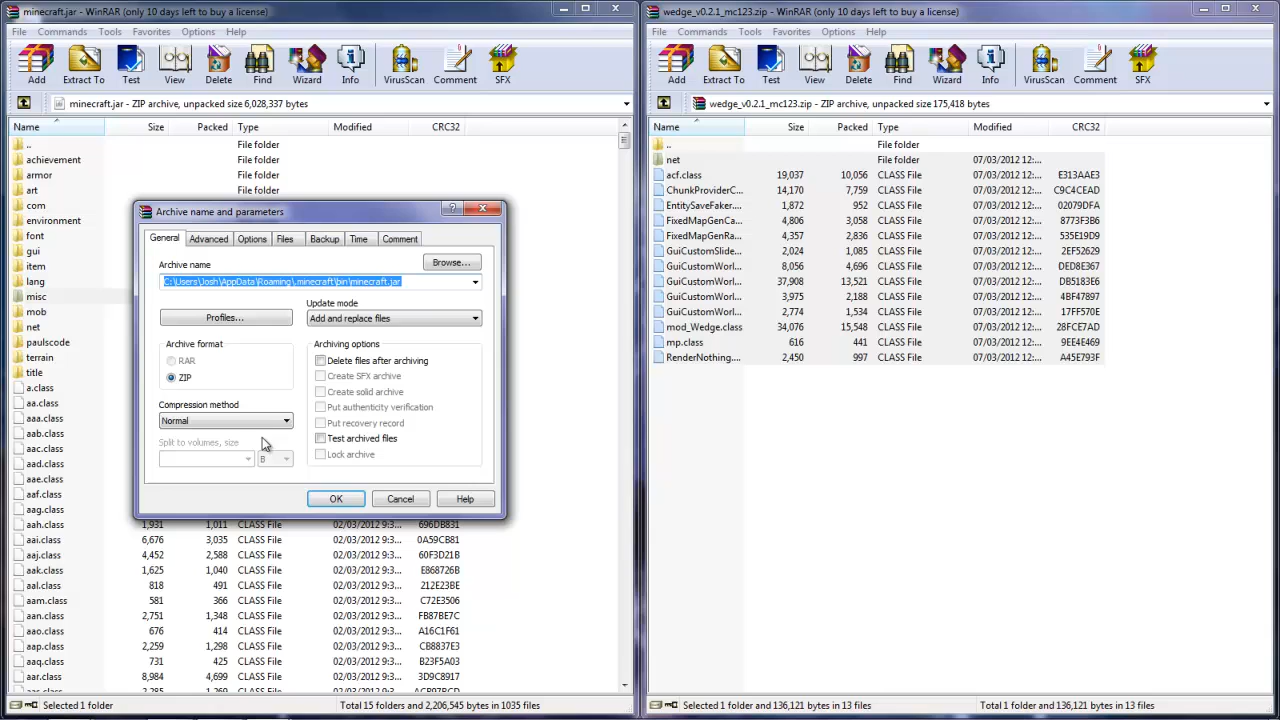 minecraft.jar - WinRAR (only 10 days left to buy a license)
File Commands Tools Favorites Options Help
Add Extract To Test View Delete Find Wizard Info VirusScan Comment SFX
minecraft.jar - ZIP archive, unpacked size 6,028,337 bytes
Name Size Packed Type Modified CRC32
.. File folder
achievement File folder
armor File folder
art File folder
com
environment
font
gui
item
lang
misc
mob
net
paulscode
terrain
title
a.class
aa.class
aaa.class
aab.class
aac.class
aad.class
aae.class
aaf.class
aag.class
aah.class 1,931 1,011 CLASS File 02/03/2012 9:3... 696DB831
aai.class 6,676 3,035 CLASS File 02/03/2012 9:3... 0A59CB81
aaj.class 4,452 2,588 CLASS File 02/03/2012 9:3... 60F3D21B
aak.class 1,625 1,040 CLASS File 02/03/2012 9:3... E868726B
aal.class 818 491 CLASS File 02/03/2012 9:3... 212E23BE
aam.class 581 366 CLASS File 02/03/2012 9:3... C72E3506
aan.class 2,751 1,348 CLASS File 02/03/2012 9:3... FB87BE7C
aao.class 676 414 CLASS File 02/03/2012 9:3... A16C1F61
aap.class 2,259 1,298 CLASS File 02/03/2012 9:3... CB8837EC
aaq.class 731 425 CLASS File 02/03/2012 9:3... B23F5A03
aar.class 8,984 4,699 CLASS File 02/03/2012 9:3... AEC8C917
Selected 1 folder Total 15 folders and 2,206,545 bytes in 1035 files
Archive name and parameters
General Advanced Options Files Backup Time Comment
Archive name
Browse...
C:\Users\Josh\AppData\Roaming\.minecraft\bin\minecraft.jar
Update mode
Profiles... Add and replace files
Archive format Archiving options
RAR Delete files after archiving
ZIP Create SFX archive
Create solid archive
Compression method Put authenticity verification
Normal Put recovery record
Split to volumes, size Test archived files
B Lock archive
OK Cancel Help
wedge_v0.2.1_mc123.zip - WinRAR (only 10 days left to buy a license)
File Commands Tools Favorites Options Help
Add Extract To Test View Delete Find Wizard Info VirusScan Comment SFX
wedge_v0.2.1_mc123.zip - ZIP archive, unpacked size 175,418 bytes
Name Size Packed Type Modified CRC32
.. File folder
net File folder 07/03/2012 12:...
acf.class 19,037 10,056 CLASS File 07/03/2012 12:... E313AAE3
ChunkProviderC... 14,170 7,759 CLASS File 07/03/2012 12:... C9C4CEAD
EntitySaveFaker.... 1,872 952 CLASS File 07/03/2012 12:... 02079DFA
FixedMapGenCa... 4,806 3,058 CLASS File 07/03/2012 12:... 8773F3B6
FixedMapGenRa... 4,357 2,836 CLASS File 07/03/2012 12:... 535E19D9
GuiCustomSlide... 2,024 1,085 CLASS File 07/03/2012 12:... 2EF52629
GuiCustomWorl... 8,056 4,696 CLASS File 07/03/2012 12:... DED8E367
GuiCustomWorl... 37,908 13,521 CLASS File 07/03/2012 12:... DB5183E6
GuiCustomWorl... 3,975 2,188 CLASS File 07/03/2012 12:... 4BF47897
GuiCustomWorl... 2,774 1,534 CLASS File 07/03/2012 12:... 17FF570E
mod_Wedge.class 34,076 15,548 CLASS File 07/03/2012 12:... 28FCE7AD
mp.class 616 441 CLASS File 07/03/2012 12:... 9EE4E469
RenderNothing.... 2,450 997 CLASS File 07/03/2012 12:... A45E793F
Selected 1 folder and 136,121 bytes in 13 files Total 1 folder and 136,121 bytes in 13 files